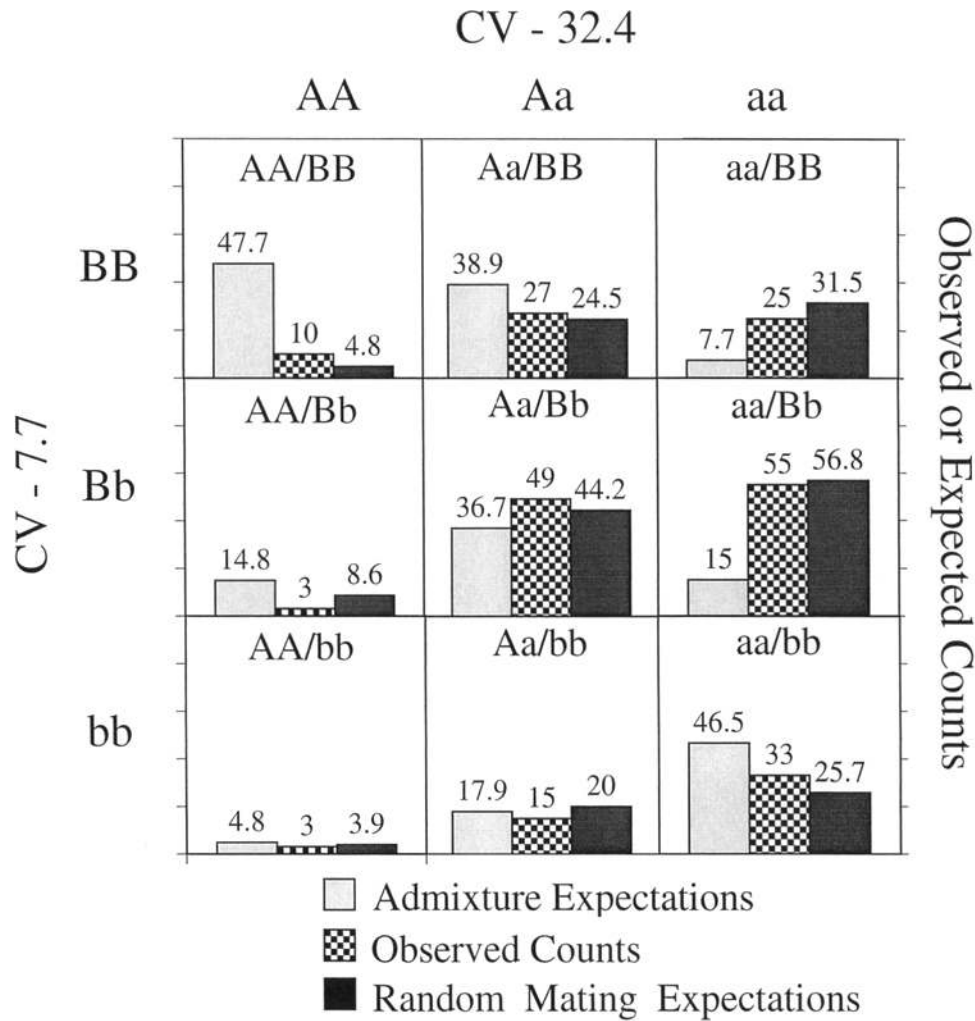 CV - 32.4
AA Aa aa
AA/BB Aa/BB aa/BB
47.7 10 4.8 38.9 27 24.5 7.7 25 31.5
BB
AA/Bb Aa/Bb aa/Bb
14.8 3 8.6 36.7 49 44.2 15 55 56.8
Bb
AA/bb Aa/bb aa/bb
4.8 3 3.9 17.9 15 20 46.5 33 25.7
bb
CV - 7.7
Observed or Expected Counts
Admixture Expectations
Observed Counts
Random Mating Expectations